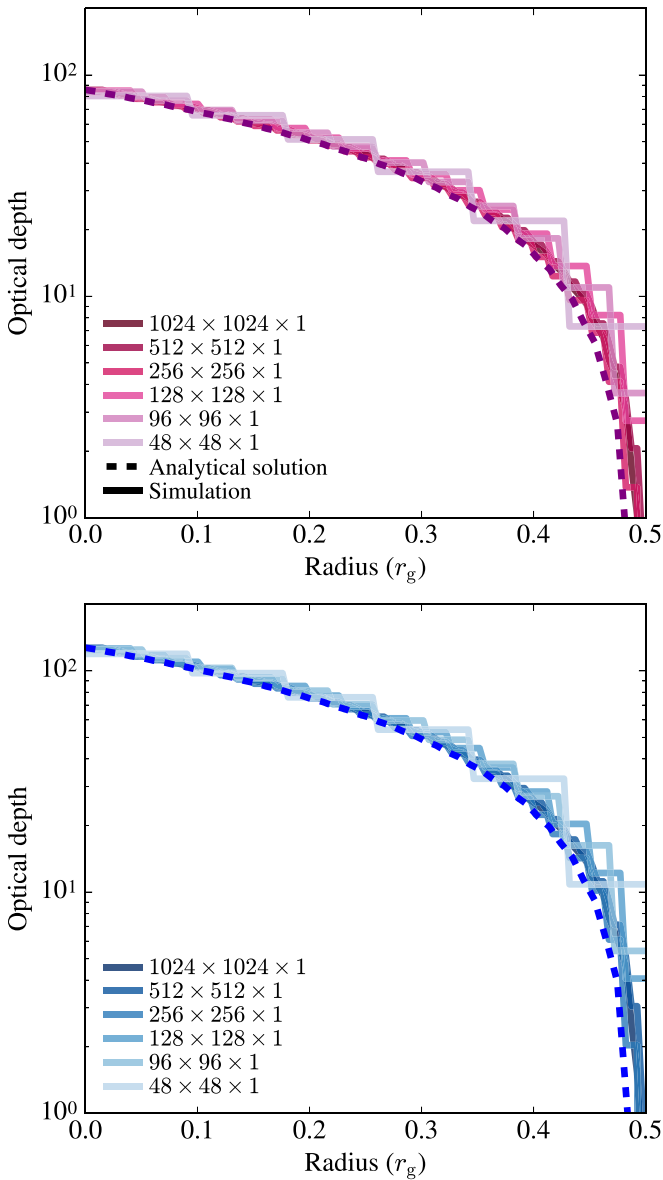 10²
10¹
10⁰
Optical depth
1024 × 1024 × 1
512 × 512 × 1
256 × 256 × 1
128 × 128 × 1
96 × 96 × 1
48 × 48 × 1
Analytical solution
Simulation
0.0 0.1 0.2 0.3 0.4 0.5
Radius (r_g)
10²
10¹
10⁰
Optical depth
1024 × 1024 × 1
512 × 512 × 1
256 × 256 × 1
128 × 128 × 1
96 × 96 × 1
48 × 48 × 1
0.0 0.1 0.2 0.3 0.4 0.5
Radius (r_g)